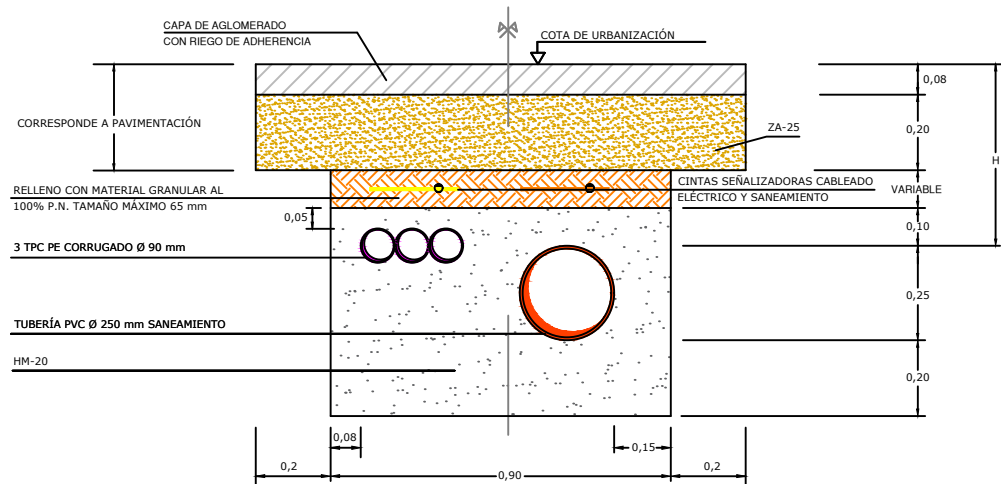 CAPA DE AGLOMERADO
CON RIEGO DE ADHERENCIA
COTA DE URBANIZACIÓN
0,08
CORRESPONDE A PAVIMENTACIÓN
ZA-25
0,20
H
RELLENO CON MATERIAL GRANULAR AL
100% P.N. TAMAÑO MÁXIMO 65 mm
CINTAS SEÑALIZADORAS CABLEADO
ELÉCTRICO Y SANEAMIENTO
VARIABLE
0,05
0,10
3 TPC PE CORRUGADO Ø 90 mm
0,25
TUBERÍA PVC Ø 250 mm SANEAMIENTO
HM-20
0,20
0,08
0,15
0,2
0,90
0,2